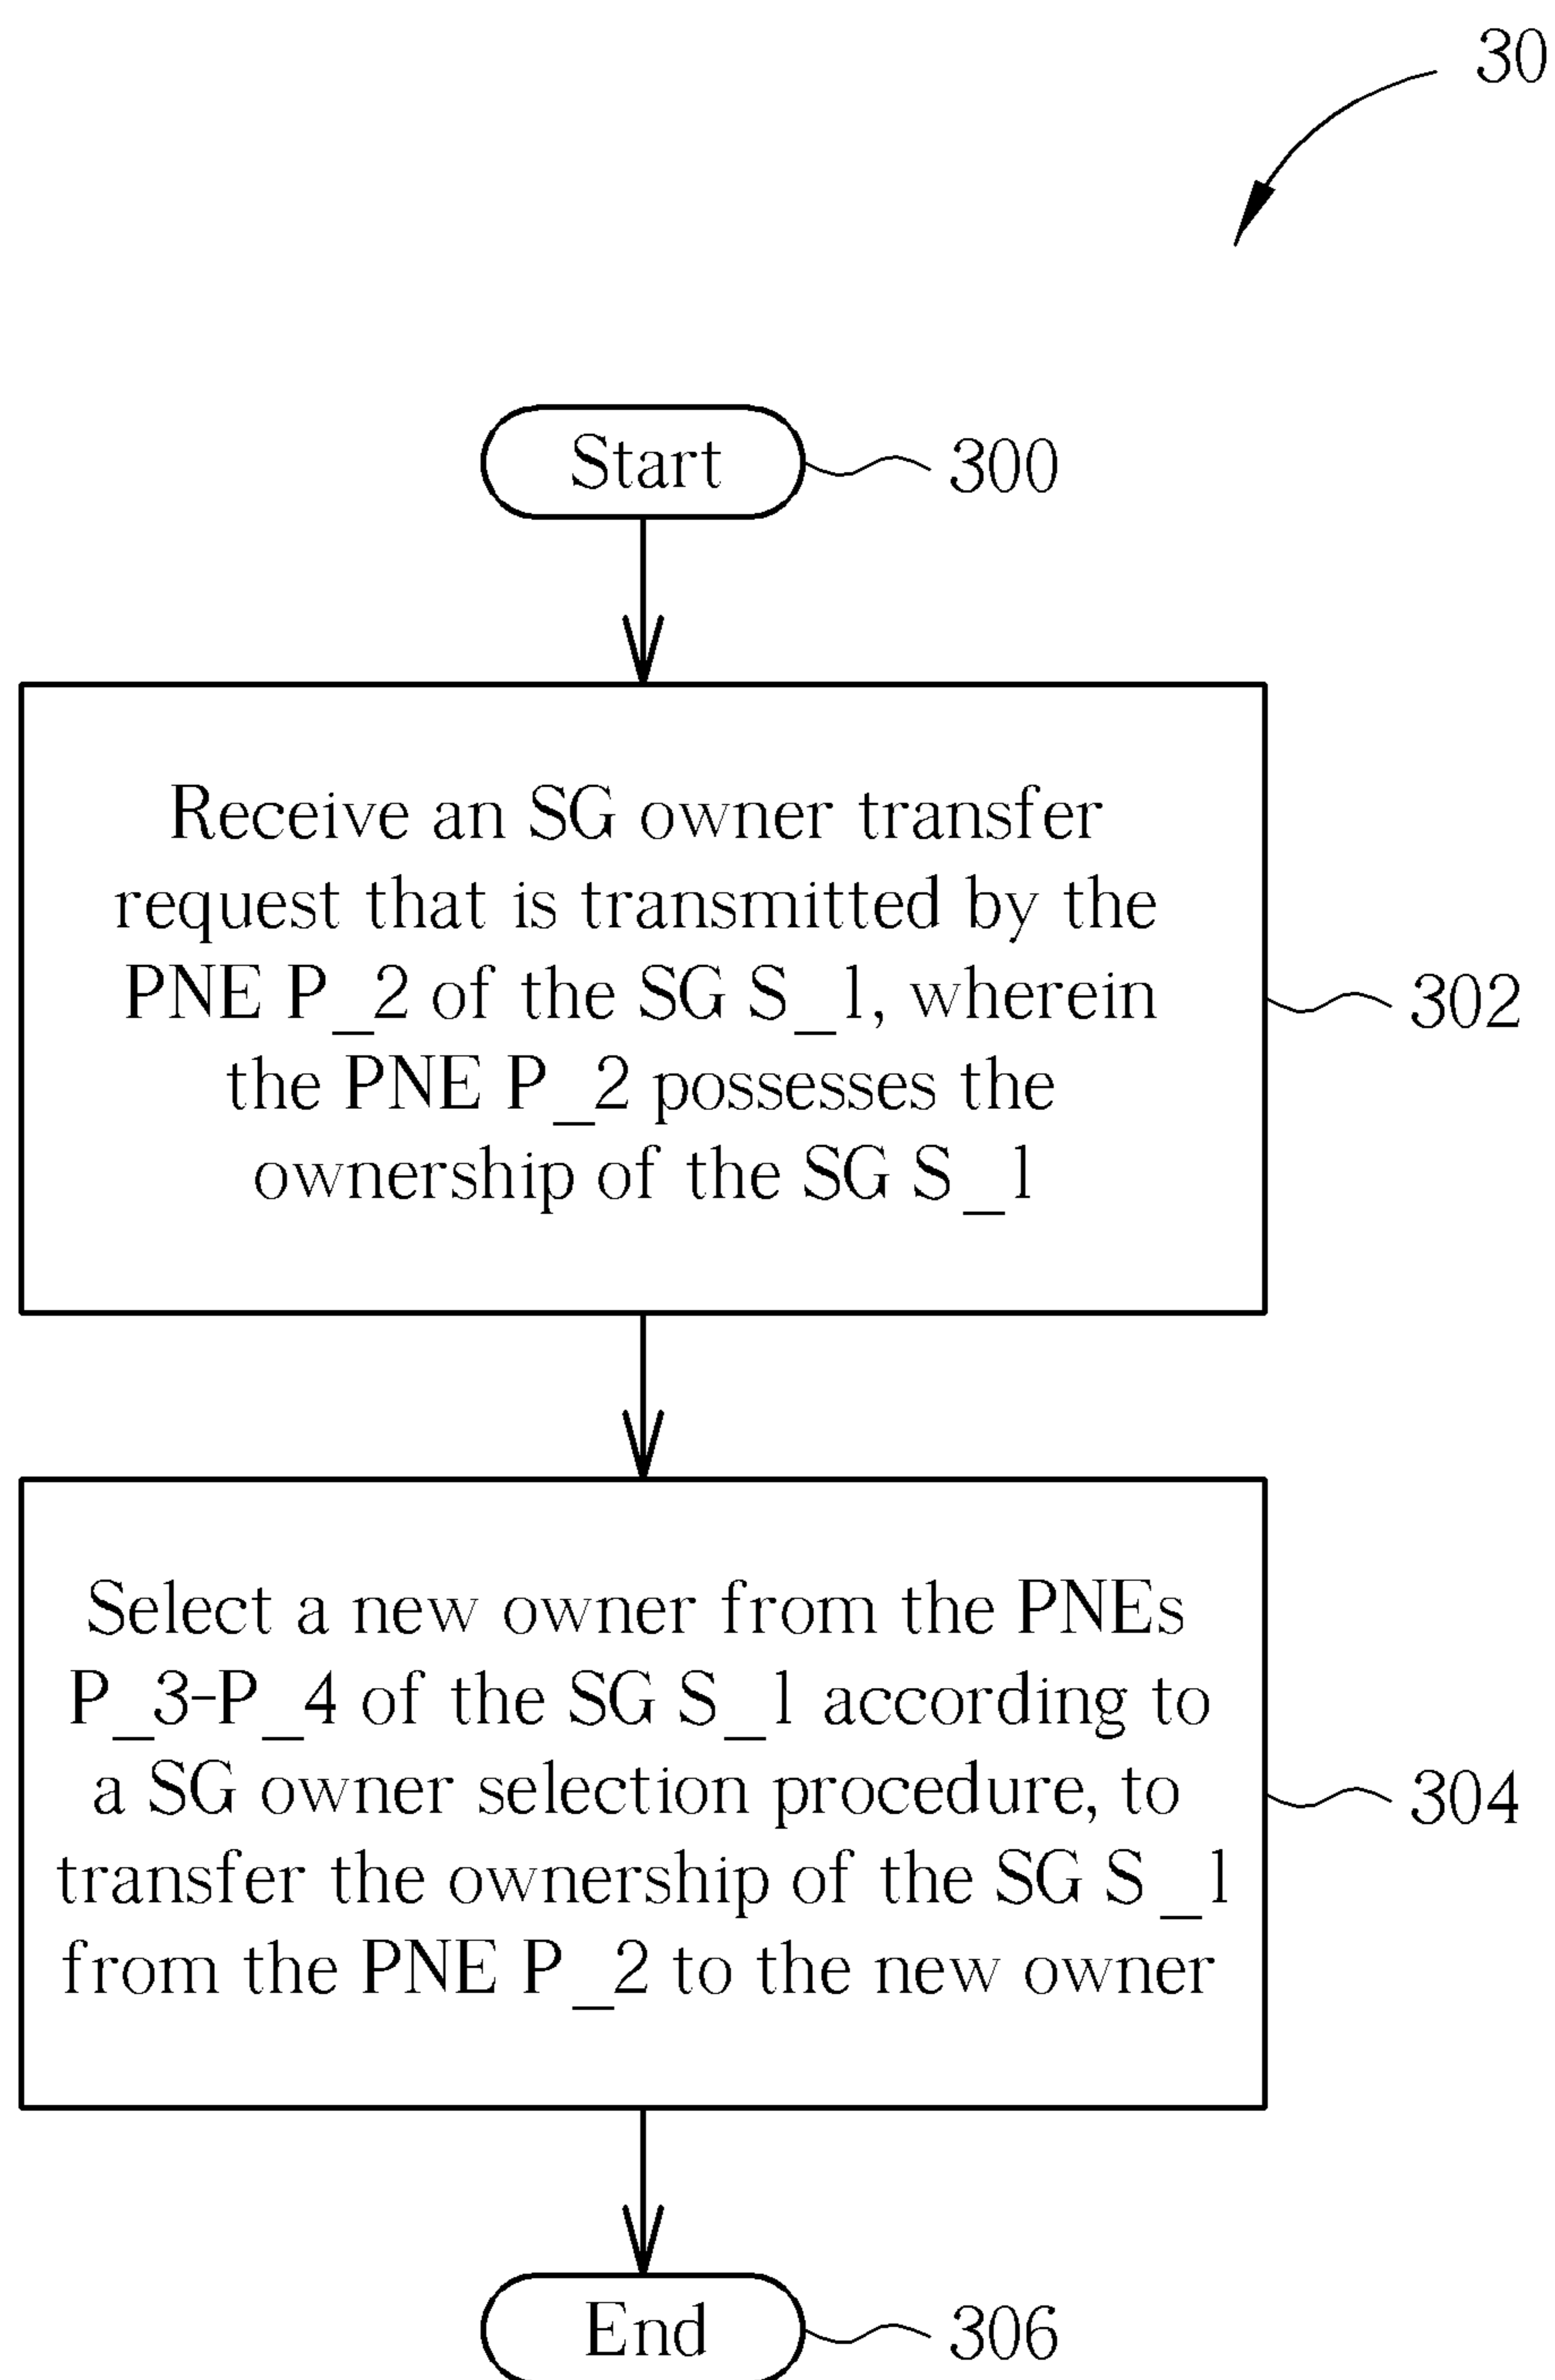 30
Start
300
Receive an SG owner transfer
request that is transmitted by the
PNE P_2 of the SG S_1, wherein
the PNE P_2 possesses the
ownership of the SG S_1
302
Select a new owner from the PNEs
P_3-P_4 of the SG S_1 according to
a SG owner selection procedure, to
transfer the ownership of the SG S_1
from the PNE P_2 to the new owner
304
End
306